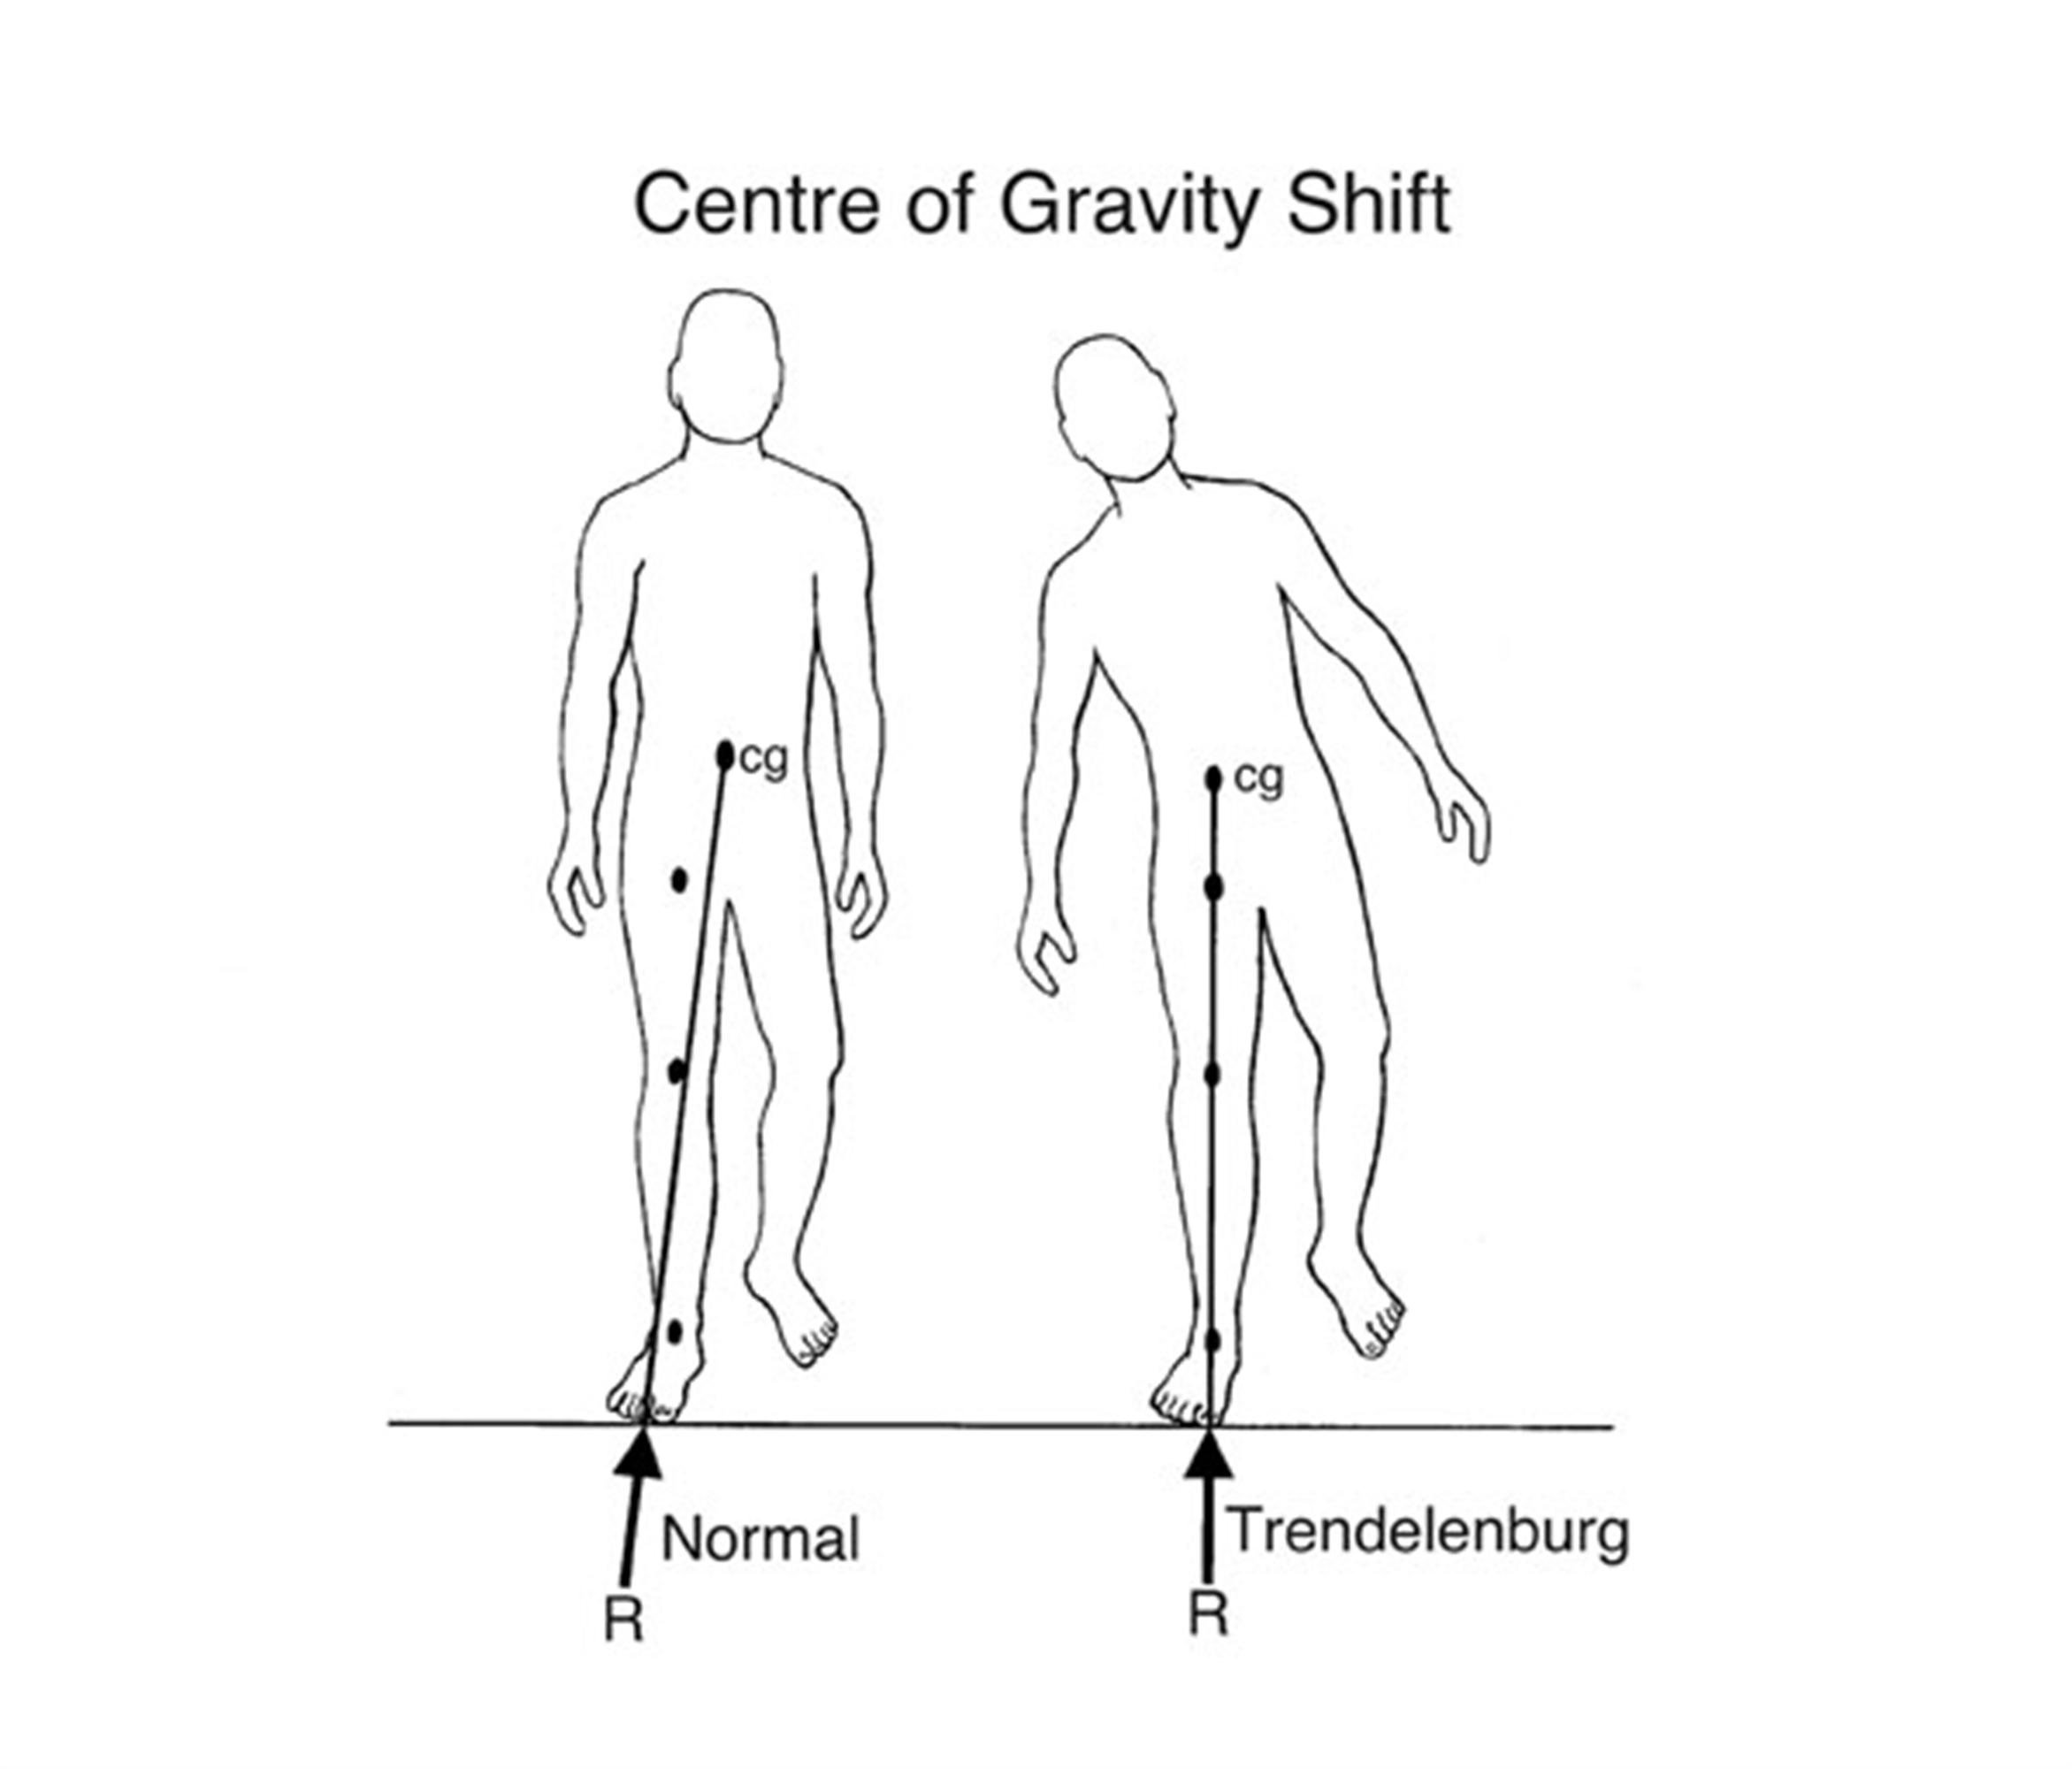 Centre of Gravity Shift
cg
cg
Normal
Trendelenburg
R
R